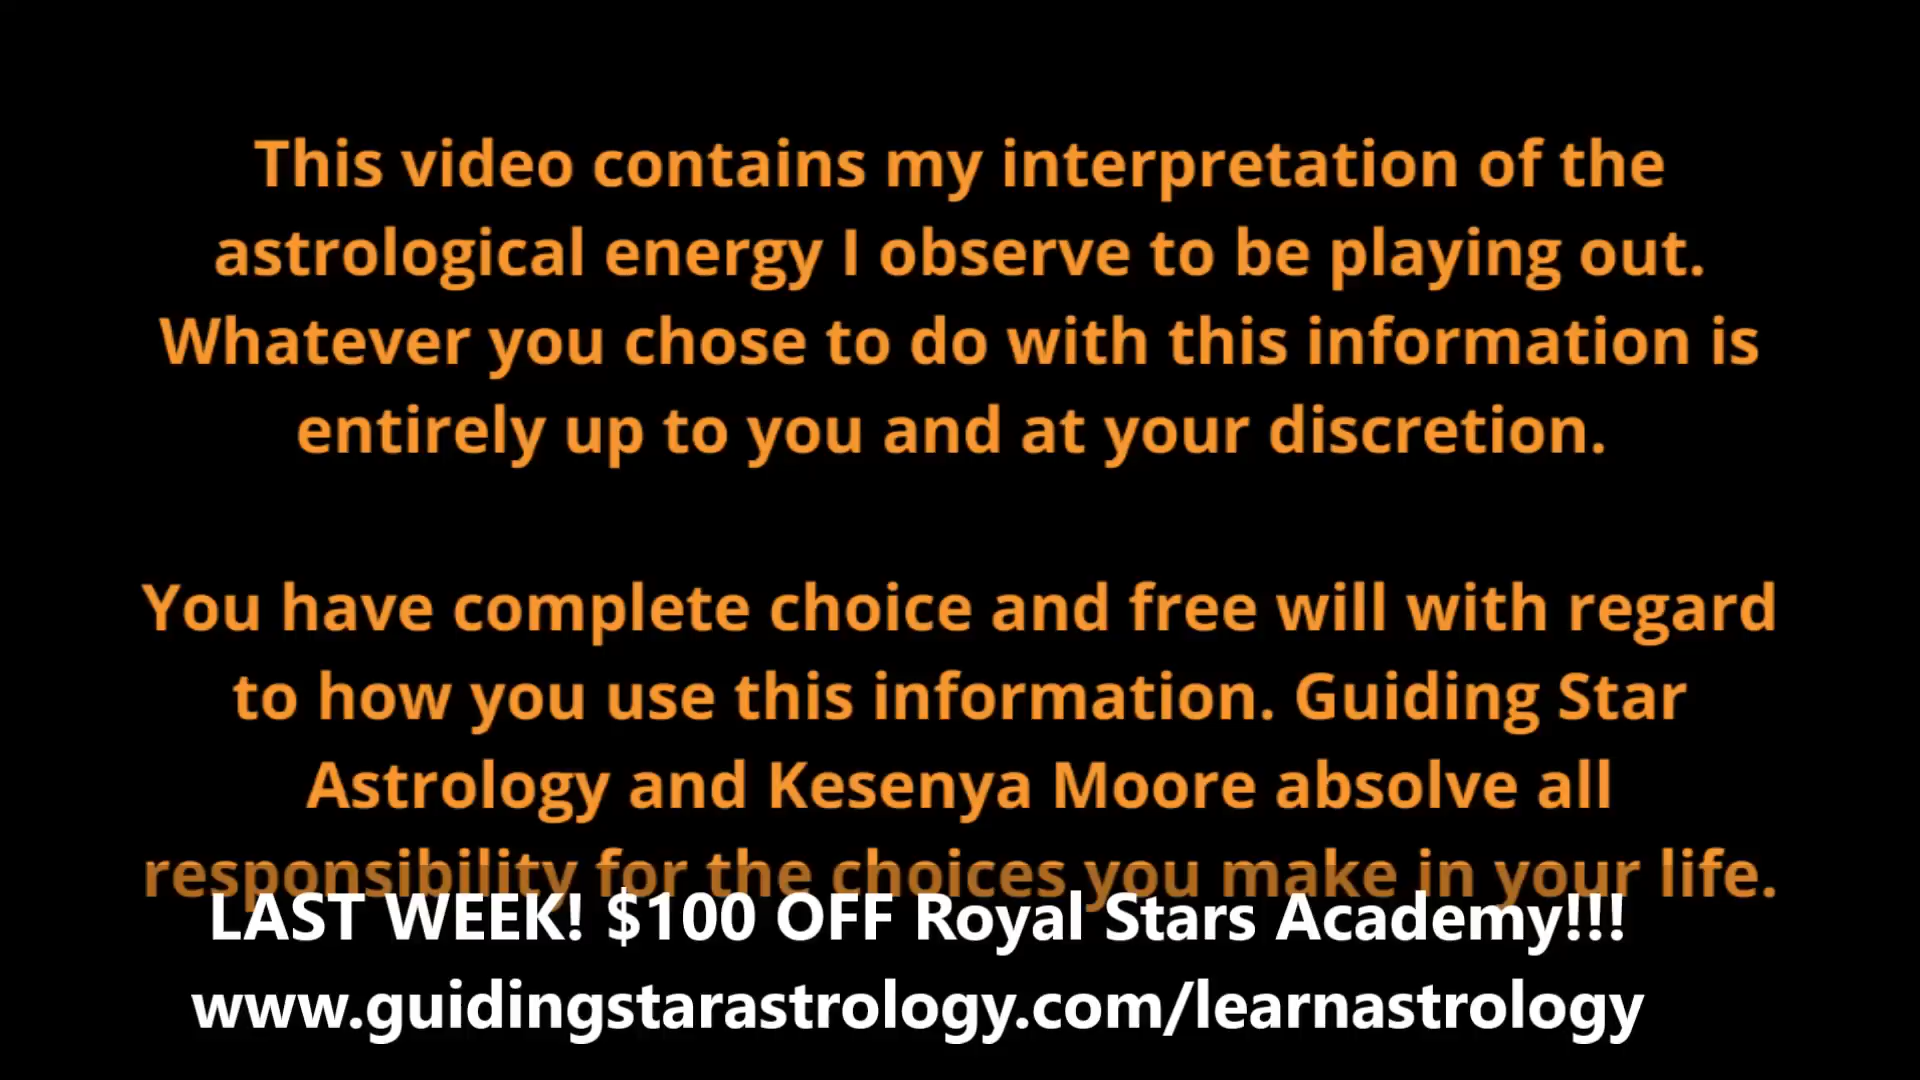 This video contains my interpretation of the
astrological energy I observe to be playing out.
Whatever you chose to do with this information is
entirely up to you and at your discretion.
You have complete choice and free will with regard
to how you use this information. Guiding Star
Astrology and Kesenya Moore absolve all
responsibility for the choices you make in your life.
LAST WEEK! $100 OFF Royal Stars Academy!!!
www.guidingstarastrology.com/learnastrology